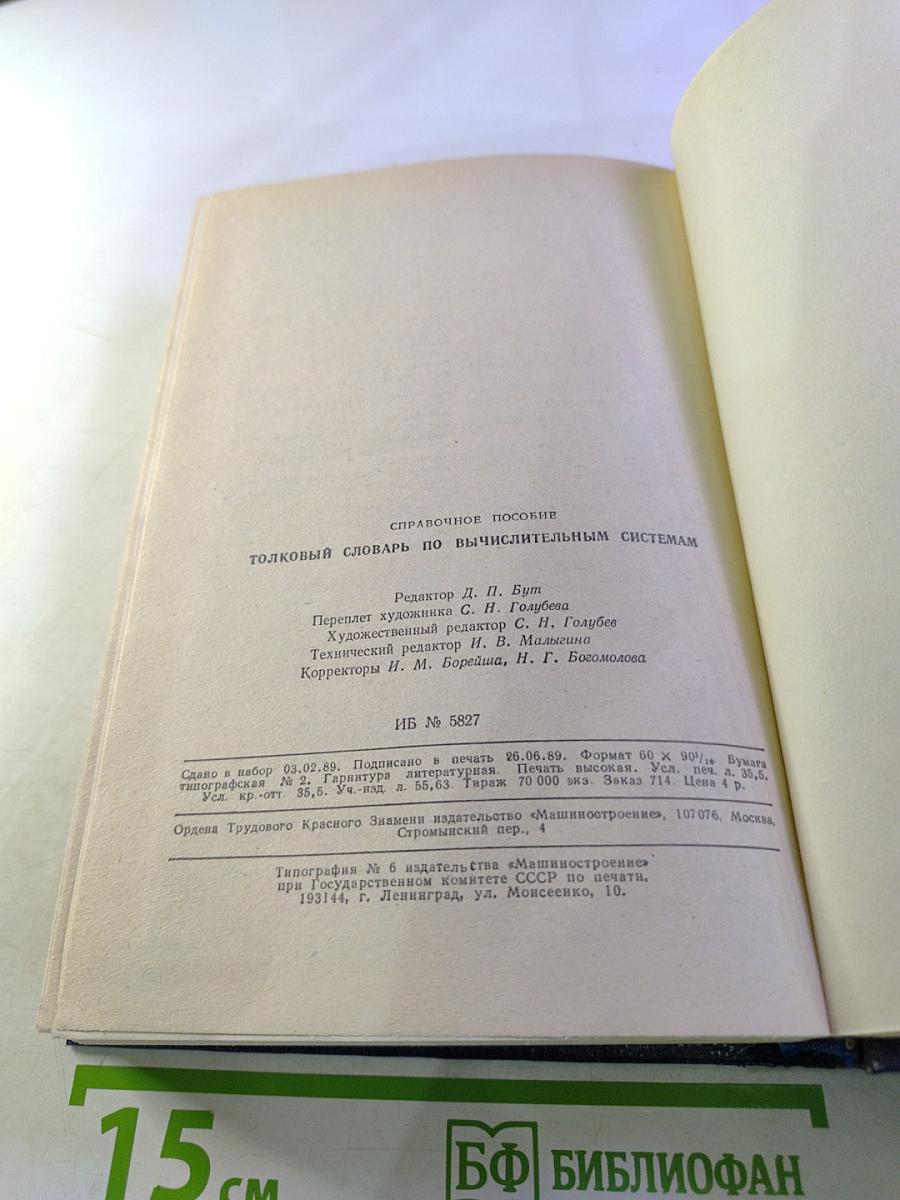 СПРАВОЧНОЕ ПОСОБИЕ
ТОЛКОВЫЙ СЛОВАРЬ ПО ВЫЧИСЛИТЕЛЬНЫМ СИСТЕМАМ
Редактор Д. П. Бут
Переплет художника С. Н. Голубева
Художественный редактор С. Н. Голубев
Технический редактор И. В. Малыгина
Корректоры И. М. Борейша, Н. Г. Богомолова
ИБ № 5827
Сдано в набор 03.02.89. Подписано в печать 26.06.89. Формат 60 × 90¹/₁₆. Бумага
типографская № 2. Гарнитура литературная. Печать высокая. Усл. печ. л. 35,5.
Усл. кр.-отт. 35,5. Уч.-изд. л. 55,63. Тираж 70 000 экз. Заказ 714. Цена 4 р.
Ордена Трудового Красного Знамени издательство «Машиностроение», 107076, Москва,
Стромынский пер., 4
Типография № 6 издательства «Машиностроение»
при Государственном комитете СССР по печати,
193144, г. Ленинград, ул. Моисеенко, 10.
15 см
БФ БИБЛИОФАН